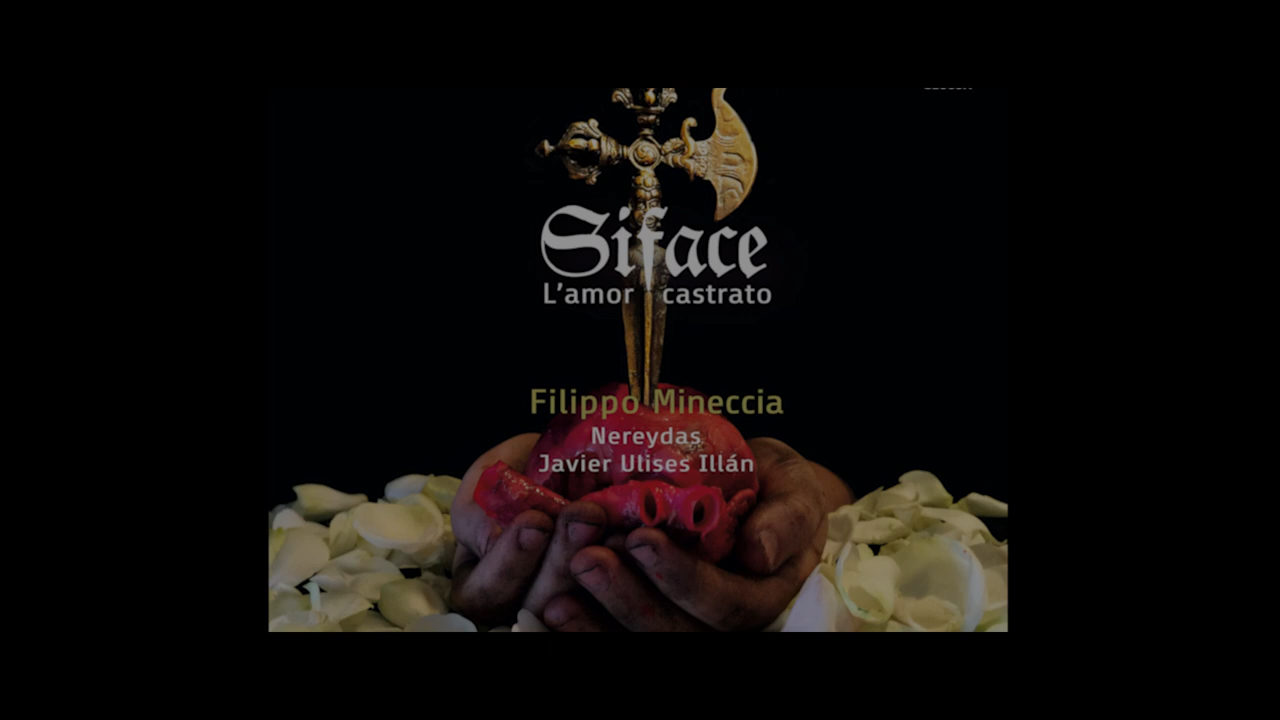 Siface
L'amor castrato
Filippo Mineccia
Nereydas
Javier Ulises Illán